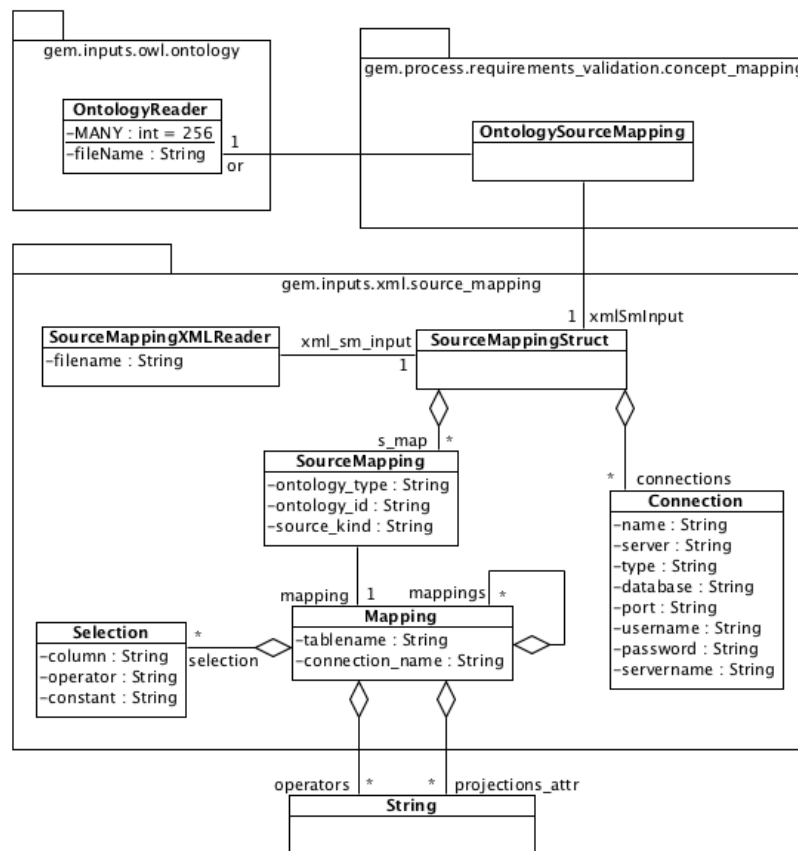 gem.inputs.owl.ontology
gem.process.requirements_validation.concept_mapping
OntologyReader
-MANY : int = 256
-fileName : String
1
or
OntologySourceMapping
gem.inputs.xml.source_mapping
1 xmlSmInput
SourceMappingXMLReader
-filename : String
xml_sm_input
1
SourceMappingStruct
s_map *
* connections
SourceMapping
-ontology_type : String
-ontology_id : String
-source_kind : String
Connection
-name : String
-server : String
-type : String
-database : String
-port : String
-username : String
-password : String
-servername : String
mapping 1
mappings *
Mapping
-tablename : String
-connection_name : String
Selection
-column : String
-operator : String
-constant : String
*
selection
operators *
* projections_attr
String